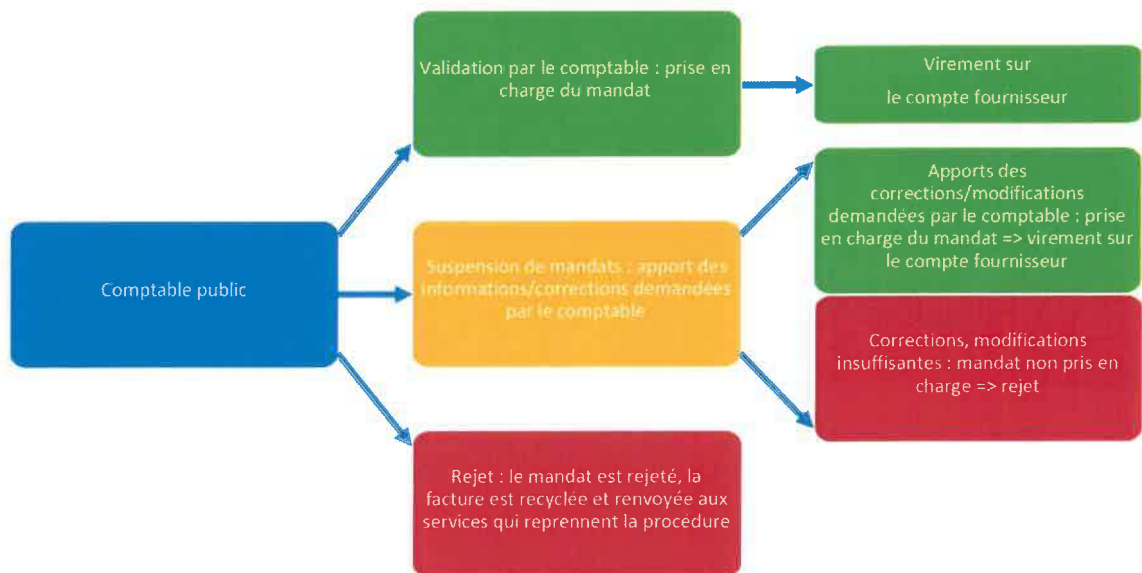 Validation par le comptable : prise en
charge du mandat
Virement sur
le compte fournisseur
Apports des
corrections/modifications
demandées par le comptable : prise
en charge du mandat => virement sur
le compte fournisseur
Comptable public
Suspension de mandats : apport des
informations/corrections demandées
par le comptable
Corrections, modifications
insuffisantes : mandat non pris en
charge => rejet
Rejet : le mandat est rejeté, la
facture est recyclée et renvoyée aux
services qui reprennent la procédure